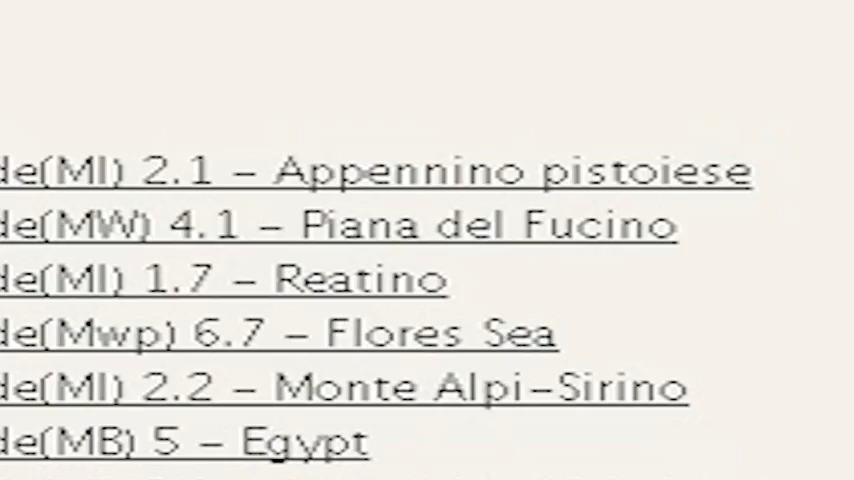 de(Ml) 2.1 – Appennino pistoiese
de(MW) 4.1 – Piana del Fucino
de(Ml) 1.7 – Reatino
de(Mwp) 6.7 – Flores Sea
de(Ml) 2.2 – Monte Alpi–Sirino
de(MB) 5 – Egypt